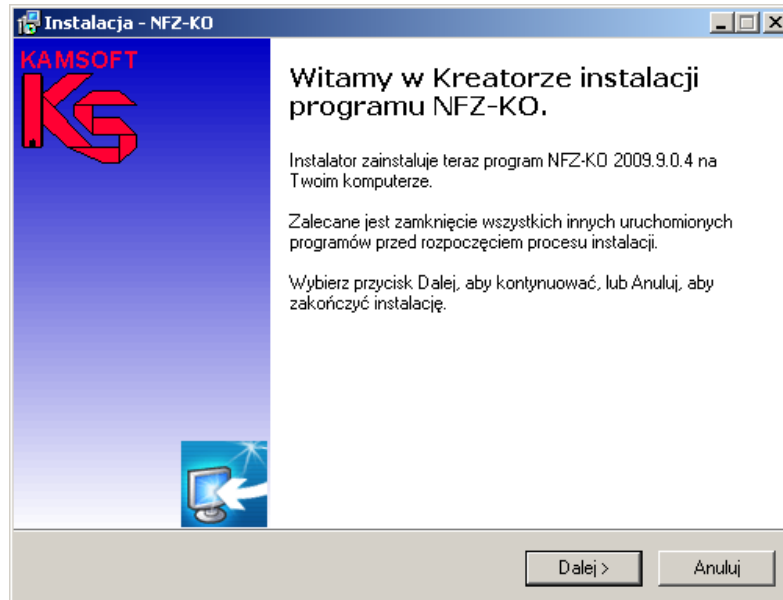 Instalacja - NFZ-KO
KAMSOFT
KS
Witamy w Kreatorze instalacji
programu NFZ-KO.
Instalator zainstaluje teraz program NFZ-KO 2009.9.0.4 na
Twoim komputerze.
Zalecane jest zamknięcie wszystkich innych uruchomionych
programów przed rozpoczęciem procesu instalacji.
Wybierz przycisk Dalej, aby kontynuować, lub Anuluj, aby
zakończyć instalację.
Dalej >
Anuluj